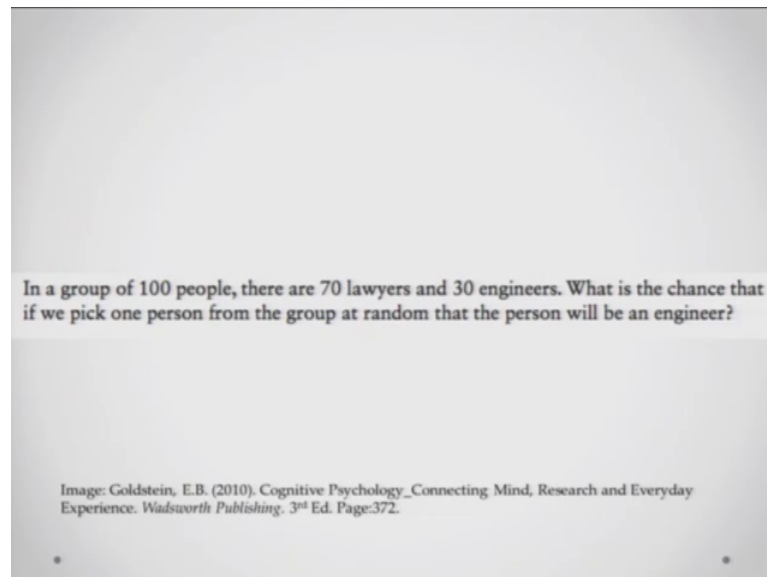 In a group of 100 people, there are 70 lawyers and 30 engineers. What is the chance that
if we pick one person from the group at random that the person will be an engineer?
Image: Goldstein, E.B. (2010). Cognitive Psychology_Connecting Mind, Research and Everyday
Experience. Wadsworth Publishing. 3rd Ed. Page:372.